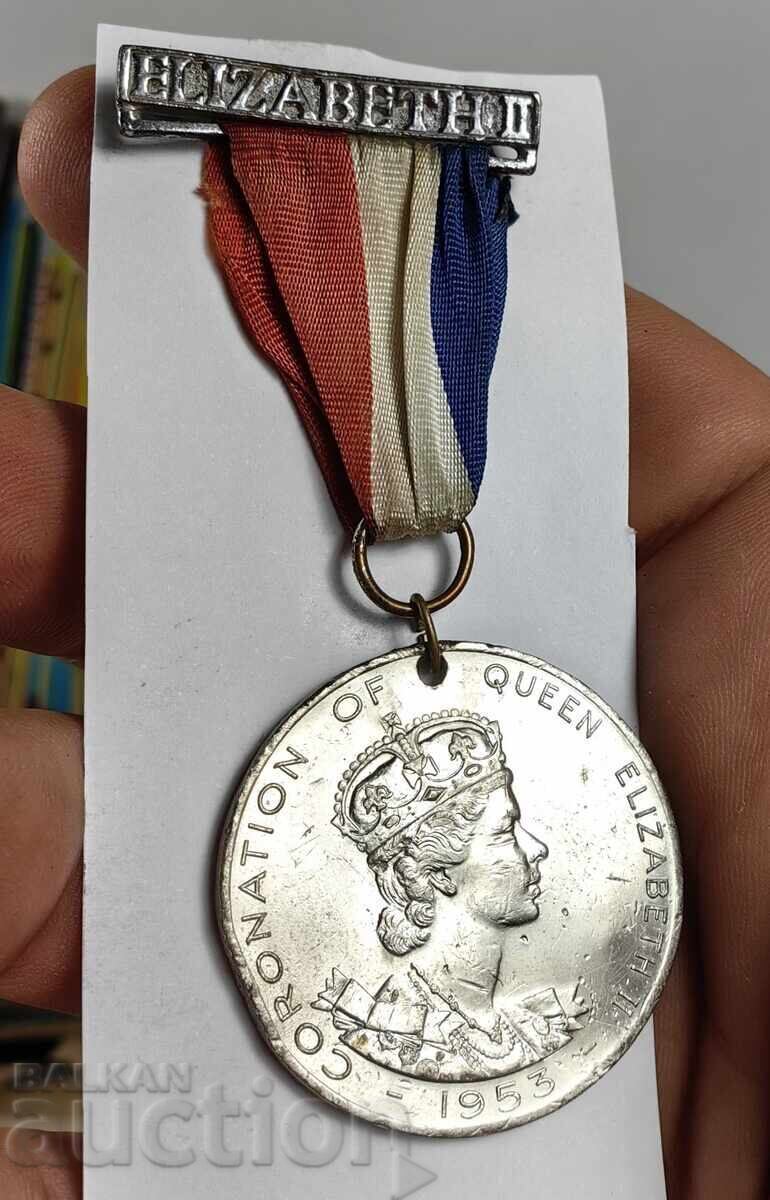 ELIZABETH II
CORONATION OF QUEEN ELIZABETH II
- 1953 -
BALKAN
auction